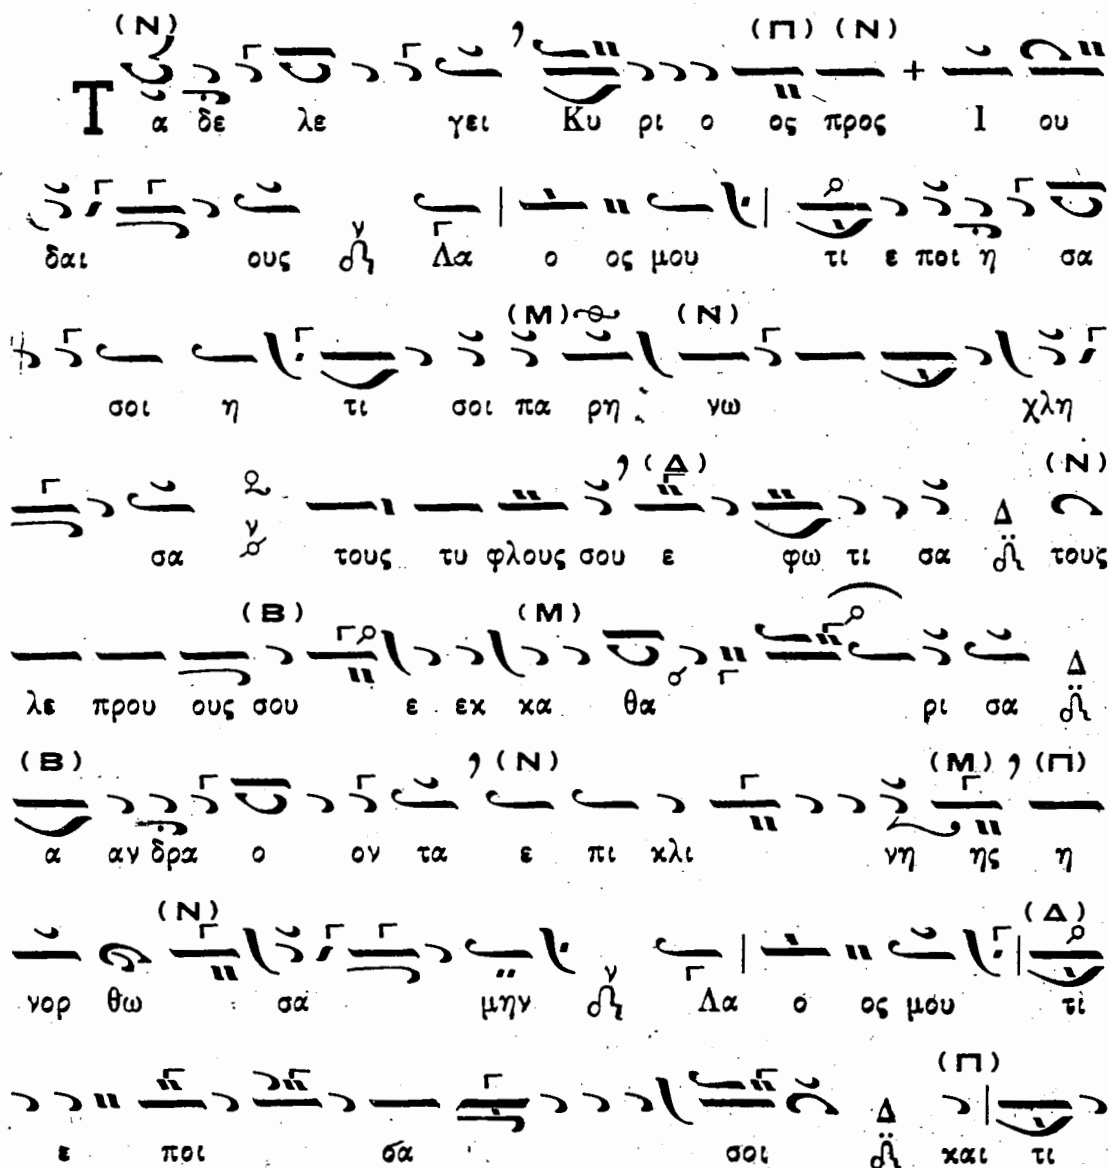 (Ν) (Π) (Ν)
Τ α δε λε γει Κυ ρι ο ος προς Ι ου
δαι ους ν Λα ο ος μου τι ε ποι η σα
(Μ) (Ν)
σοι η τι σοι πα ρη νω χλη
(Δ) (Ν)
σα ν τους τυ φλους σου ε φω τι σα Δ τους
(Β) (Μ)
λε πρου ους σου ε εκ κα θα ρι σα Δ
(Β) (Ν) (Μ) (Π)
α αν δρα ο ον τα ε πι κλι νη ης η
(Ν) (Δ)
νορ θω σα μην ν Λα ο ος μου τι
(Π)
ε ποι σα σοι Δ και τι